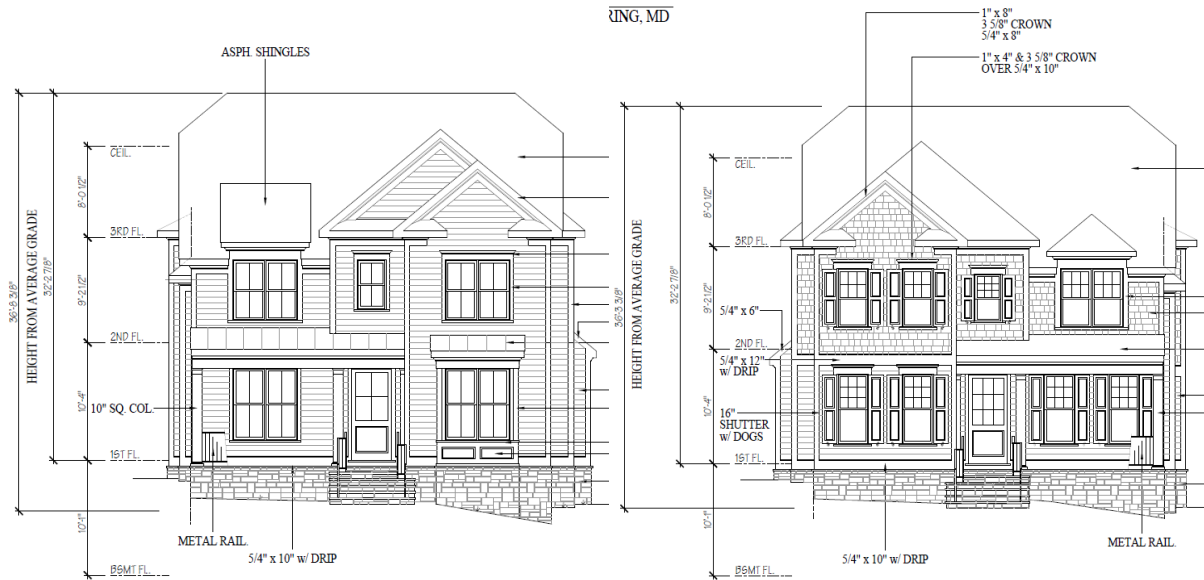 RING, MD
ASPH. SHINGLES
CEIL.
8'-0 1/2"
3RD FL.
9'-2 1/2"
2ND FL.
10'-4"
1ST FL.
10'-1"
BSMT FL.
36'-8 3/8"
HEIGHT FROM AVERAGE GRADE
32'-2 7/8"
10" SQ. COL.
METAL RAIL.
5/4" x 10" w/ DRIP
1" x 8"
3 5/8" CROWN
5/4" x 8"
1" x 4" & 3 5/8" CROWN
OVER 5/4" x 10"
CEIL.
8'-0 1/2"
3RD FL.
9'-2 1/2"
5/4" x 6"
2ND FL.
5/4" x 12"
w/ DRIP
10'-4"
16"
SHUTTER
w/ DOGS
1ST FL.
10'-1"
BSMT FL.
36'-3 3/8"
HEIGHT FROM AVERAGE GRADE
32'-2 7/8"
METAL RAIL.
5/4" x 10" w/ DRIP